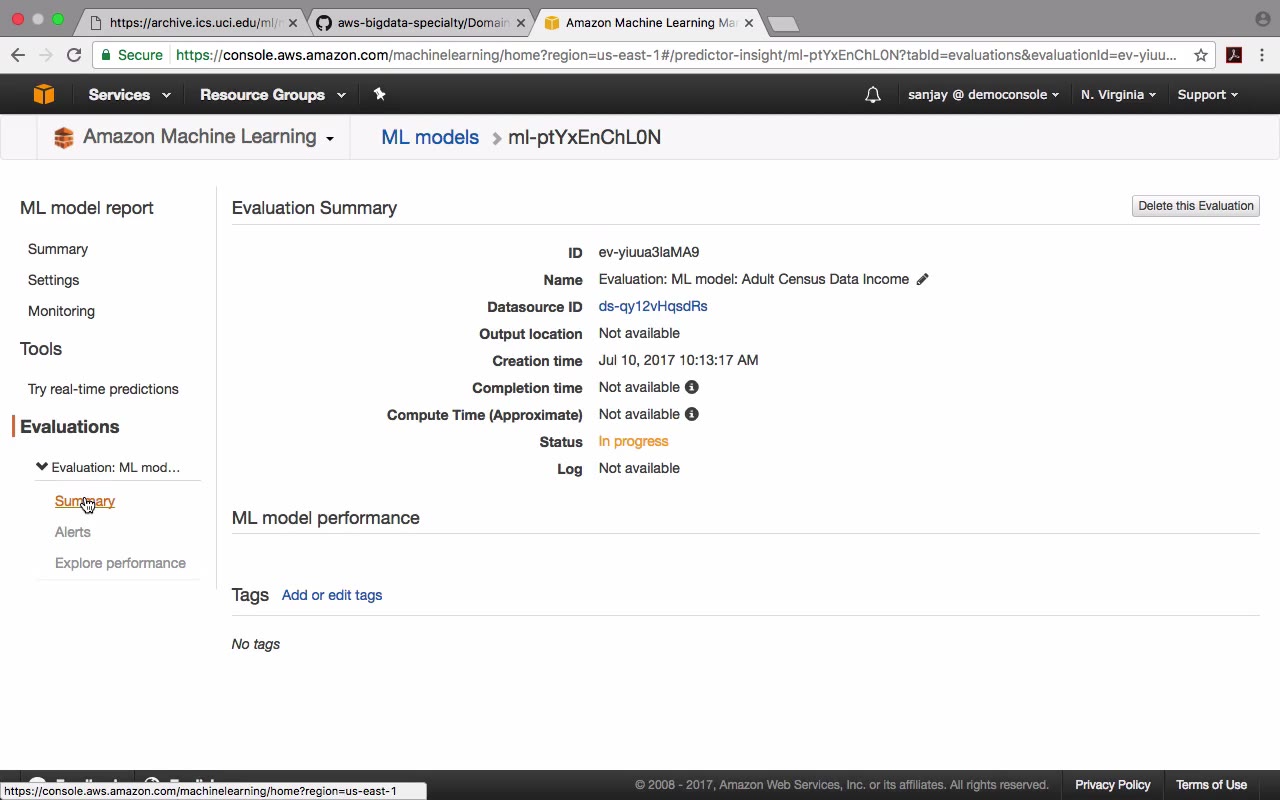 https://archive.ics.uci.edu/ml/
aws-bigdata-specialty/Domain
Amazon Machine Learning Ma
Secure https://console.aws.amazon.com/machinelearning/home?region=us-east-1#/predictor-insight/ml-ptYxEnChL0N?tabId=evaluations&evaluationId=ev-yiuu...
Services Resource Groups sanjay @ democonsole N. Virginia Support
Amazon Machine Learning ML models ml-ptYxEnChL0N
ML model report
Summary
Settings
Monitoring
Tools
Try real-time predictions
Evaluations
Evaluation: ML mod...
Summary
Alerts
Explore performance
Evaluation Summary
Delete this Evaluation
ID ev-yiuua3laMA9
Name Evaluation: ML model: Adult Census Data Income
Datasource ID ds-qy12vHqsdRs
Output location Not available
Creation time Jul 10, 2017 10:13:17 AM
Completion time Not available
Compute Time (Approximate) Not available
Status In progress
Log Not available
ML model performance
Tags Add or edit tags
No tags
© 2008 - 2017, Amazon Web Services, Inc. or its affiliates. All rights reserved. Privacy Policy Terms of Use
https://console.aws.amazon.com/machinelearning/home?region=us-east-1